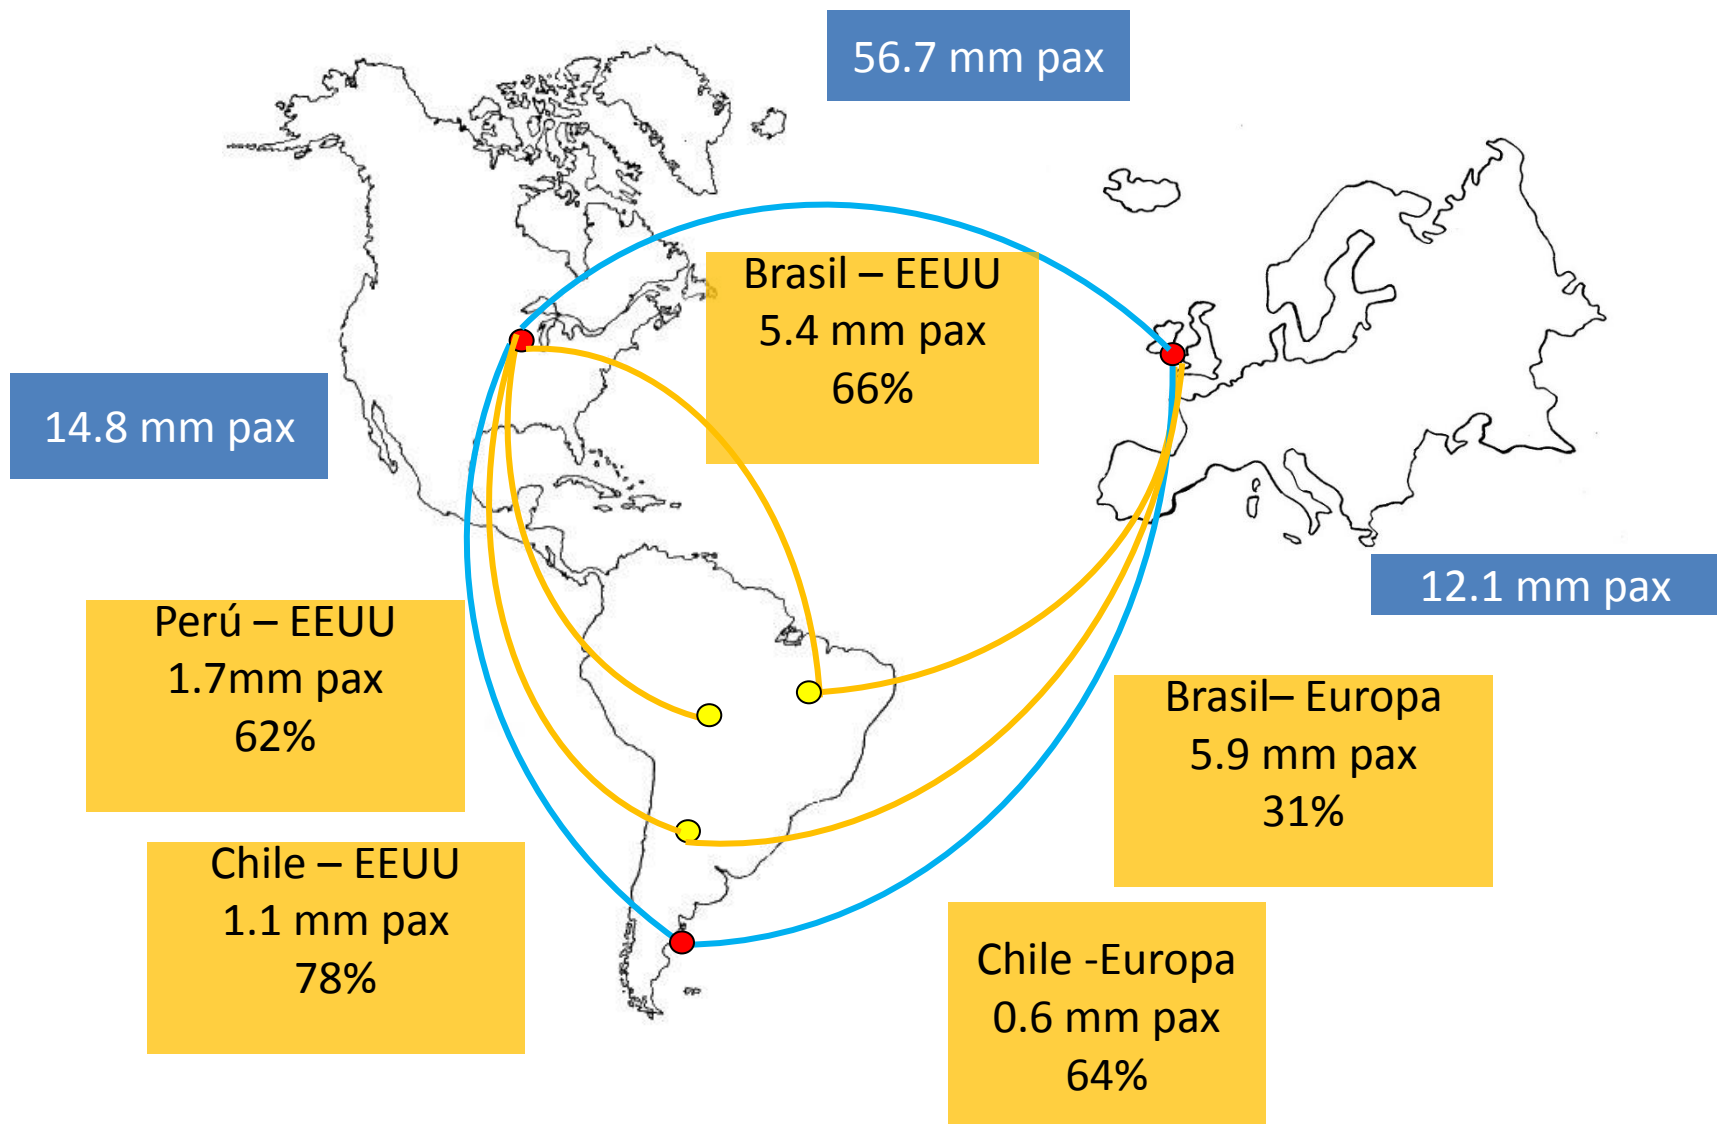 56.7 mm pax
Brasil – EEUU
5.4 mm pax
66%
14.8 mm pax
12.1 mm pax
Perú – EEUU
1.7mm pax
62%
Brasil– Europa
5.9 mm pax
31%
Chile – EEUU
1.1 mm pax
78%
Chile -Europa
0.6 mm pax
64%